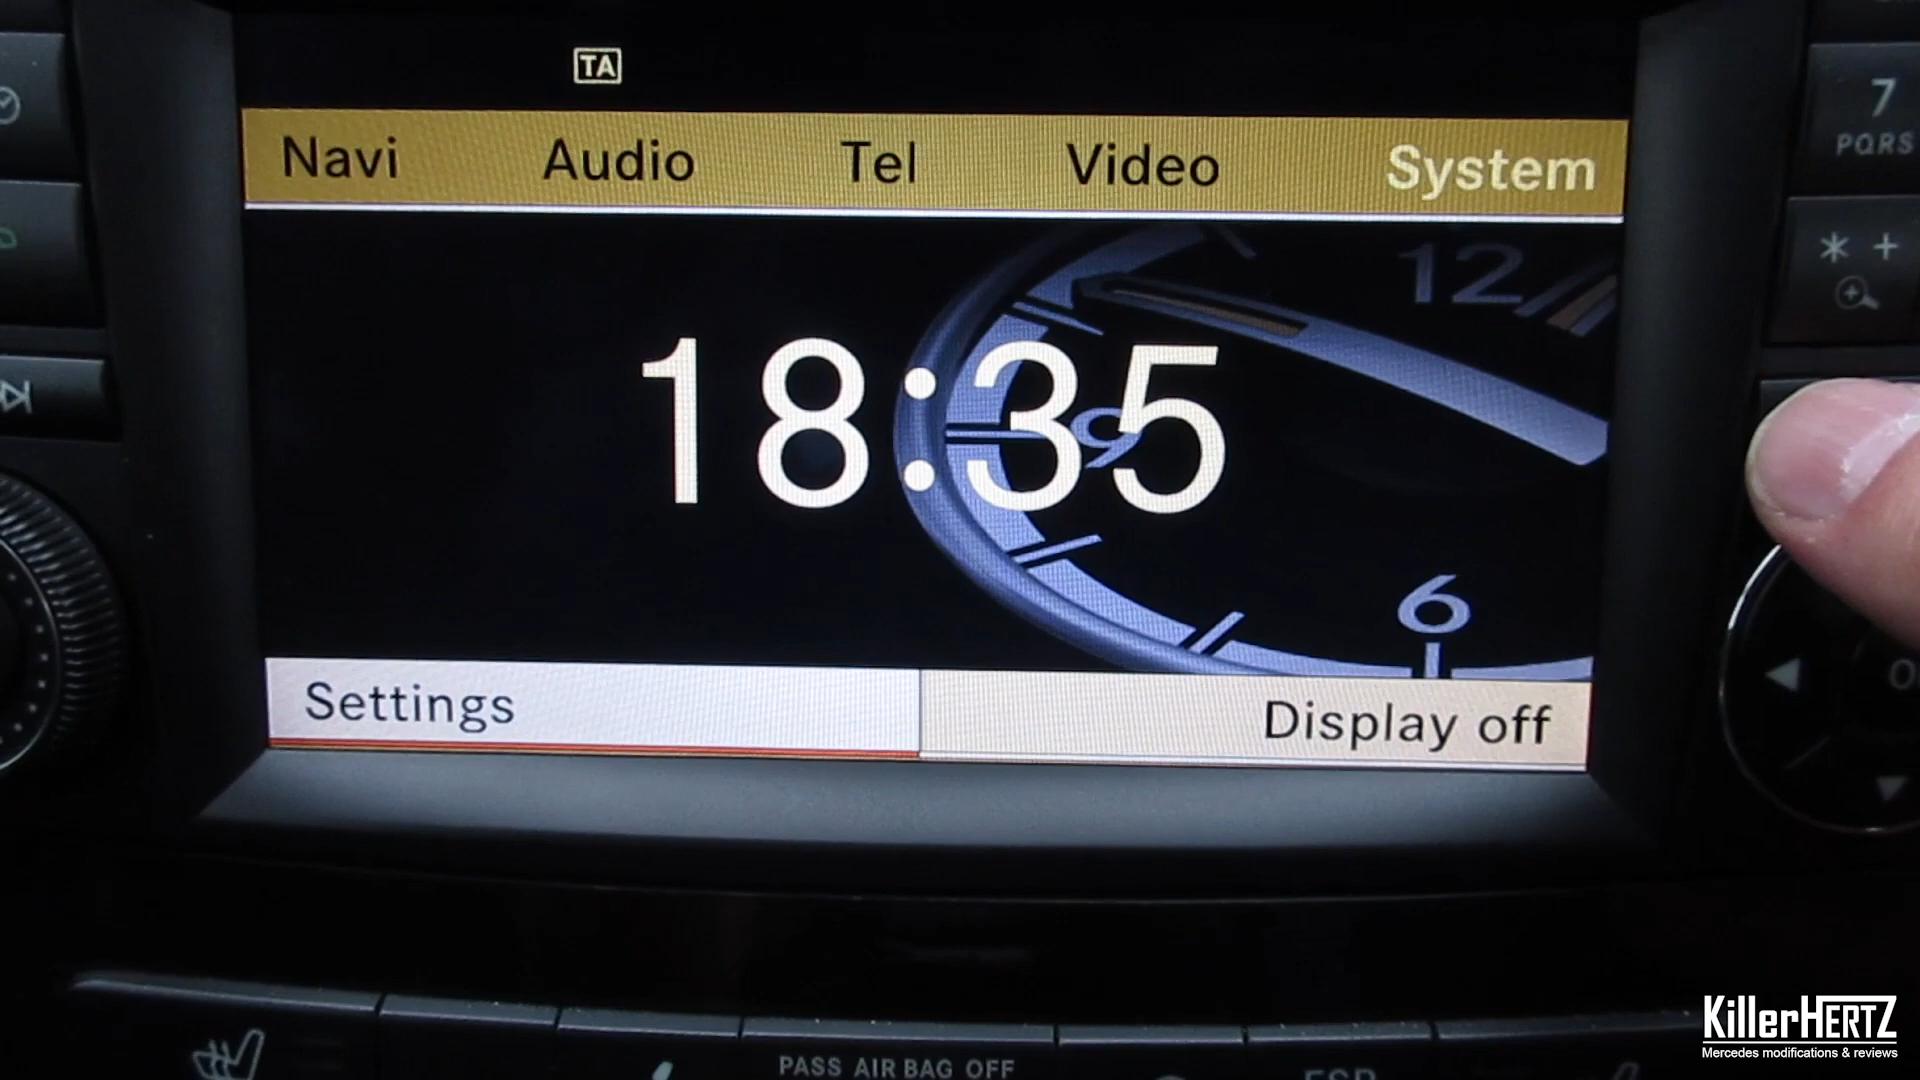 TA
Navi Audio Tel Video System
7
PQRS
* +
12
18:35
9
6
Settings Display off
PASS AIR BAG OFF
KillerHERTZ
Mercedes modifications & reviews